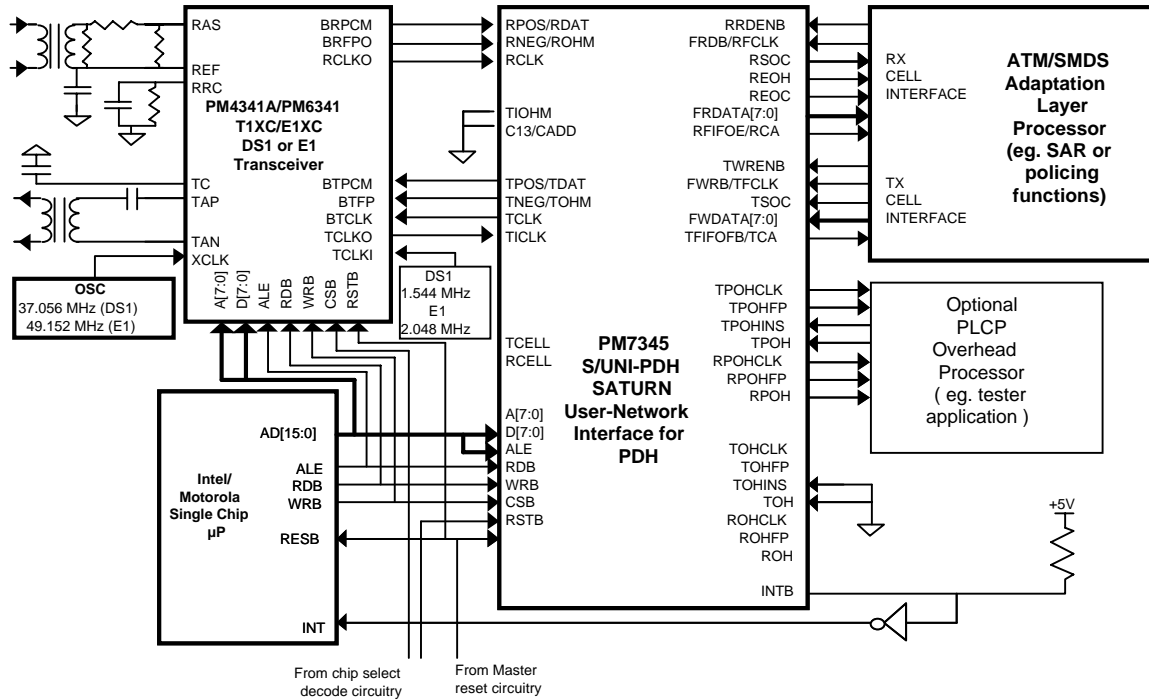 RAS
REF
RRC
TC
TAP
TAN
XCLK
BRPCM
BRFPO
RCLKO
PM4341A/PM6341
T1XC/E1XC
DS1 or E1
Transceiver
BTPCM
BTFP
BTCLK
TCLKO
TCLKI
A[7:0]
D[7:0]
ALE
RDB
WRB
CSB
RSTB
OSC
37.056 MHz (DS1)
49.152 MHz (E1)
DS1
1.544 MHz
E1
2.048 MHz
RPOS/RDAT
RNEG/ROHM
RCLK
TIOHM
C13/CADD
TPOS/TDAT
TNEG/TOHM
TCLK
TICLK
TCELL
RCELL
A[7:0]
D[7:0]
ALE
RDB
WRB
CSB
RSTB
PM7345
S/UNI-PDH
SATURN
User-Network
Interface for
PDH
RRDENB
FRDB/RFCLK
RSOC
REOH
REOC
FRDATA[7:0]
RFIFOE/RCA
TWRENB
FWRB/TFCLK
TSOC
FWDATA[7:0]
TFIFOFB/TCA
TPOHCLK
TPOHFP
TPOHINS
TPOH
RPOHCLK
RPOHFP
RPOH
TOHCLK
TOHFP
TOHINS
TOH
ROHCLK
ROHFP
ROH
INTB
RX
CELL
INTERFACE
TX
CELL
INTERFACE
ATM/SMDS
Adaptation
Layer
Processor
(eg. SAR or
policing
functions)
Optional
PLCP
Overhead
Processor
( eg. tester
application )
+5V
AD[15:0]
ALE
RDB
WRB
RESB
INT
Intel/
Motorola
Single Chip
µP
From chip select
decode circuitry
From Master
reset circuitry